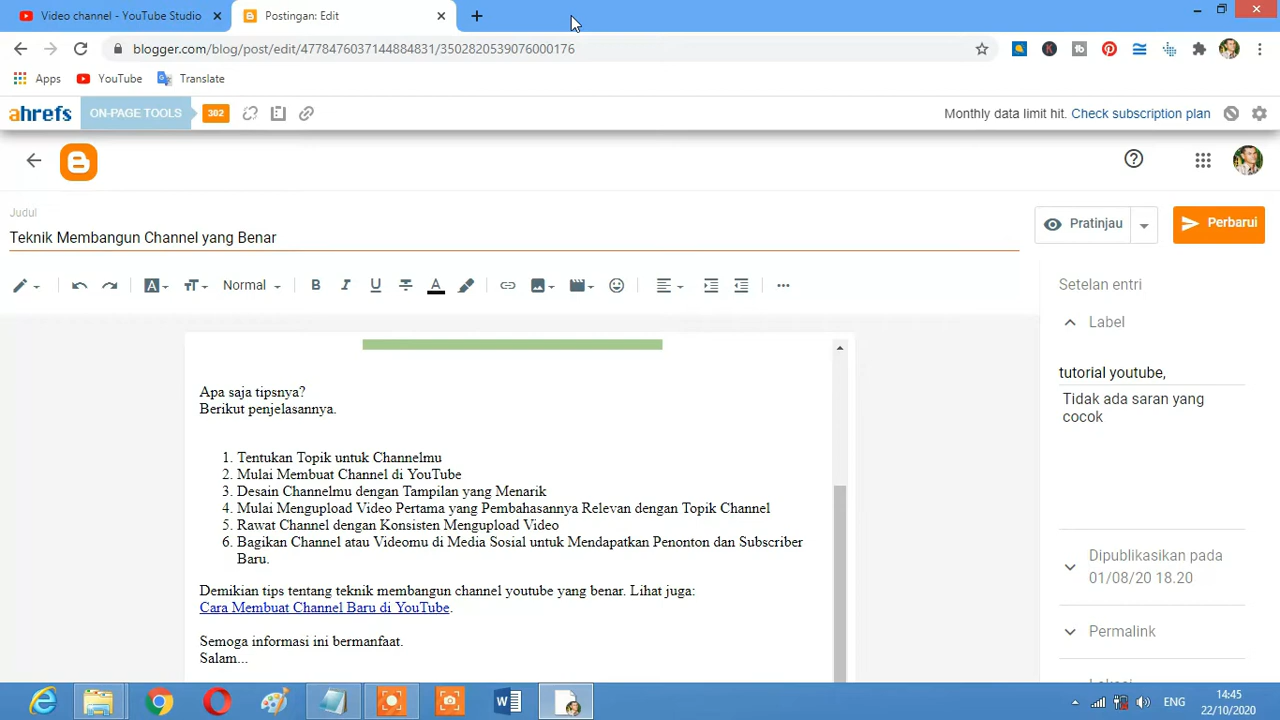 Video channel - YouTube Studio
Postingan: Edit
blogger.com/blog/post/edit/4778476037144884831/3502820539076000176
Apps YouTube Translate
ahrefs ON-PAGE TOOLS 302 Monthly data limit hit. Check subscription plan
Judul
Teknik Membangun Channel yang Benar
Pratinjau
Perbarui
Normal
Setelan entri
Label
tutorial youtube,
Tidak ada saran yang
cocok
Dipublikasikan pada
01/08/20 18.20
Permalink
Apa saja tipsnya?
Berikut penjelasannya.
1. Tentukan Topik untuk Channelmu
2. Mulai Membuat Channel di YouTube
3. Desain Channelmu dengan Tampilan yang Menarik
4. Mulai Mengupload Video Pertama yang Pembahasannya Relevan dengan Topik Channel
5. Rawat Channel dengan Konsisten Mengupload Video
6. Bagikan Channel atau Videomu di Media Sosial untuk Mendapatkan Penonton dan Subscriber
Baru.
Demikian tips tentang teknik membangun channel youtube yang benar. Lihat juga:
Cara Membuat Channel Baru di YouTube.
Semoga informasi ini bermanfaat.
Salam...
ENG
14:45
22/10/2020